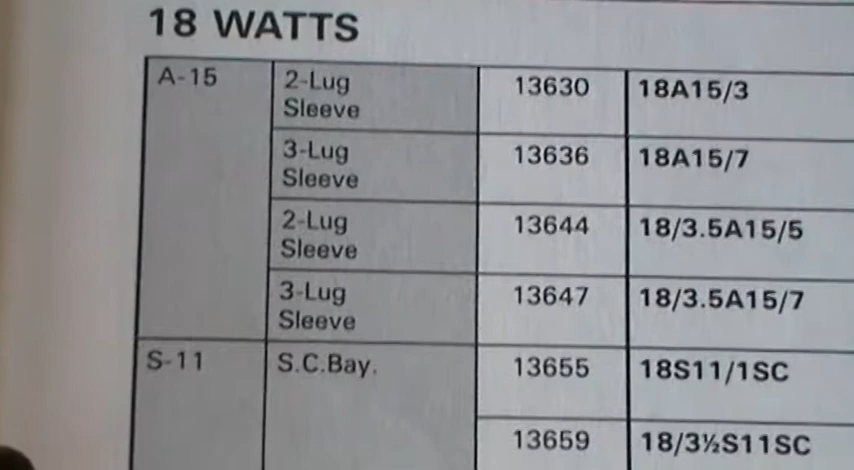 18 WATTS
A-15 2-Lug 13630 18A15/3
Sleeve
3-Lug 13636 18A15/7
Sleeve
2-Lug 13644 18/3.5A15/5
Sleeve
3-Lug 13647 18/3.5A15/7
Sleeve
S-11 S.C.Bay. 13655 18S11/1SC
13659 18/3½S11SC